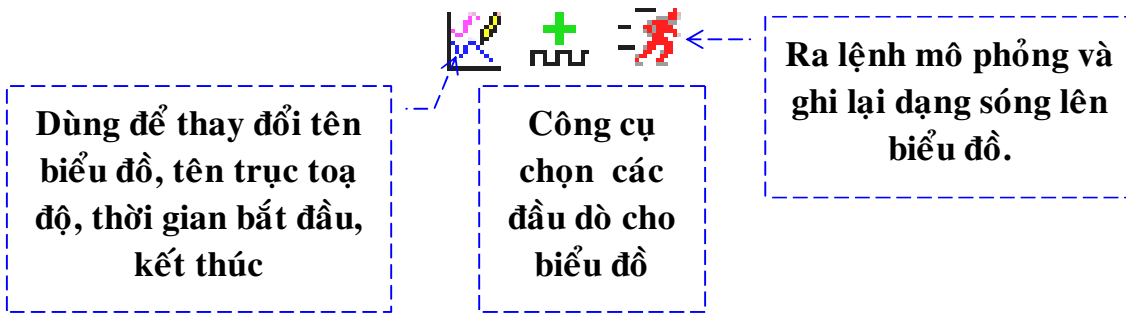 Dùng để thay đổi tên
biểu đồ, tên trục toạ
độ, thời gian bắt đầu,
kết thúc
Công cụ
chọn các
đầu dò cho
biểu đồ
Ra lệnh mô phỏng và
ghi lại dạng sóng lên
biểu đồ.